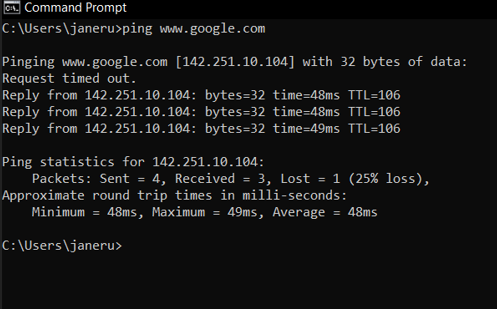 Command Prompt
C:\Users\janeru>ping www.google.com
Pinging www.google.com [142.251.10.104] with 32 bytes of data:
Request timed out.
Reply from 142.251.10.104: bytes=32 time=48ms TTL=106
Reply from 142.251.10.104: bytes=32 time=48ms TTL=106
Reply from 142.251.10.104: bytes=32 time=49ms TTL=106
Ping statistics for 142.251.10.104:
    Packets: Sent = 4, Received = 3, Lost = 1 (25% loss),
Approximate round trip times in milli-seconds:
    Minimum = 48ms, Maximum = 49ms, Average = 48ms
C:\Users\janeru>